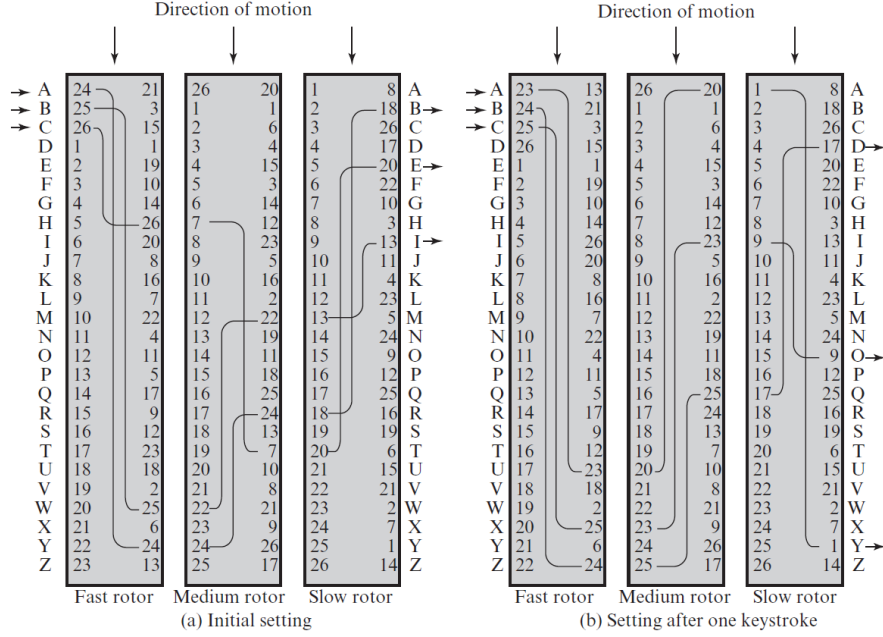 Direction of motion Direction of motion
A 24 21 26 20 1 8 A A 23 13 26 20 1 8 A
B 25 3 1 1 2 18 B B 24 21 1 1 2 18 B
C 26 15 2 6 3 26 C C 25 3 2 6 3 26 C
D 1 1 3 4 4 17 D D 26 15 3 4 4 17 D
E 2 19 4 15 5 20 E E 1 1 4 15 5 20 E
F 3 10 5 3 6 22 F F 2 19 5 3 6 22 F
G 4 14 6 14 7 10 G G 3 10 6 14 7 10 G
H 5 26 7 12 8 3 H H 4 14 7 12 8 3 H
I 6 20 8 23 9 13 I I 5 26 8 23 9 13 I
J 7 8 9 5 10 11 J J 6 20 9 5 10 11 J
K 8 16 10 16 11 4 K K 7 8 10 16 11 4 K
L 9 7 11 2 12 23 L L 8 16 11 2 12 23 L
M 10 22 12 22 13 5 M M 9 7 12 22 13 5 M
N 11 4 13 19 14 24 N N 10 22 13 19 14 24 N
O 12 11 14 11 15 9 O O 11 4 14 11 15 9 O
P 13 5 15 18 16 12 P P 12 11 15 18 16 12 P
Q 14 17 16 25 17 25 Q Q 13 5 16 25 17 25 Q
R 15 9 17 24 18 16 R R 14 17 17 24 18 16 R
S 16 12 18 13 19 19 S S 15 9 18 13 19 19 S
T 17 23 19 7 20 6 T T 16 12 19 7 20 6 T
U 18 18 20 10 21 15 U U 17 23 20 10 21 15 U
V 19 2 21 8 22 21 V V 18 18 21 8 22 21 V
W 20 25 22 21 23 2 W W 19 2 22 21 23 2 W
X 21 6 23 9 24 7 X X 20 25 23 9 24 7 X
Y 22 24 24 26 25 1 Y Y 21 6 24 26 25 1 Y
Z 23 13 25 17 26 14 Z Z 22 24 25 17 26 14 Z
Fast rotor Medium rotor Slow rotor Fast rotor Medium rotor Slow rotor
(a) Initial setting (b) Setting after one keystroke